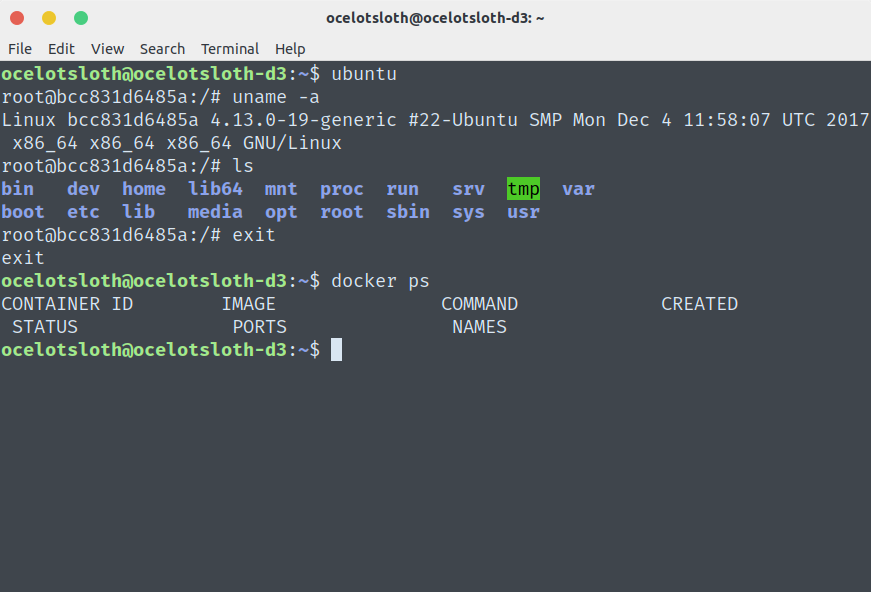 ocelotsloth@ocelotsloth-d3: ~
File Edit View Search Terminal Help
ocelotsloth@ocelotsloth-d3:~$ ubuntu
root@bcc831d6485a:/# uname -a
Linux bcc831d6485a 4.13.0-19-generic #22-Ubuntu SMP Mon Dec 4 11:58:07 UTC 2017
x86_64 x86_64 x86_64 GNU/Linux
root@bcc831d6485a:/# ls
bin dev home lib64 mnt proc run srv tmp var
boot etc lib media opt root sbin sys usr
root@bcc831d6485a:/# exit
exit
ocelotsloth@ocelotsloth-d3:~$ docker ps
CONTAINER ID IMAGE COMMAND CREATED
STATUS PORTS NAMES
ocelotsloth@ocelotsloth-d3:~$